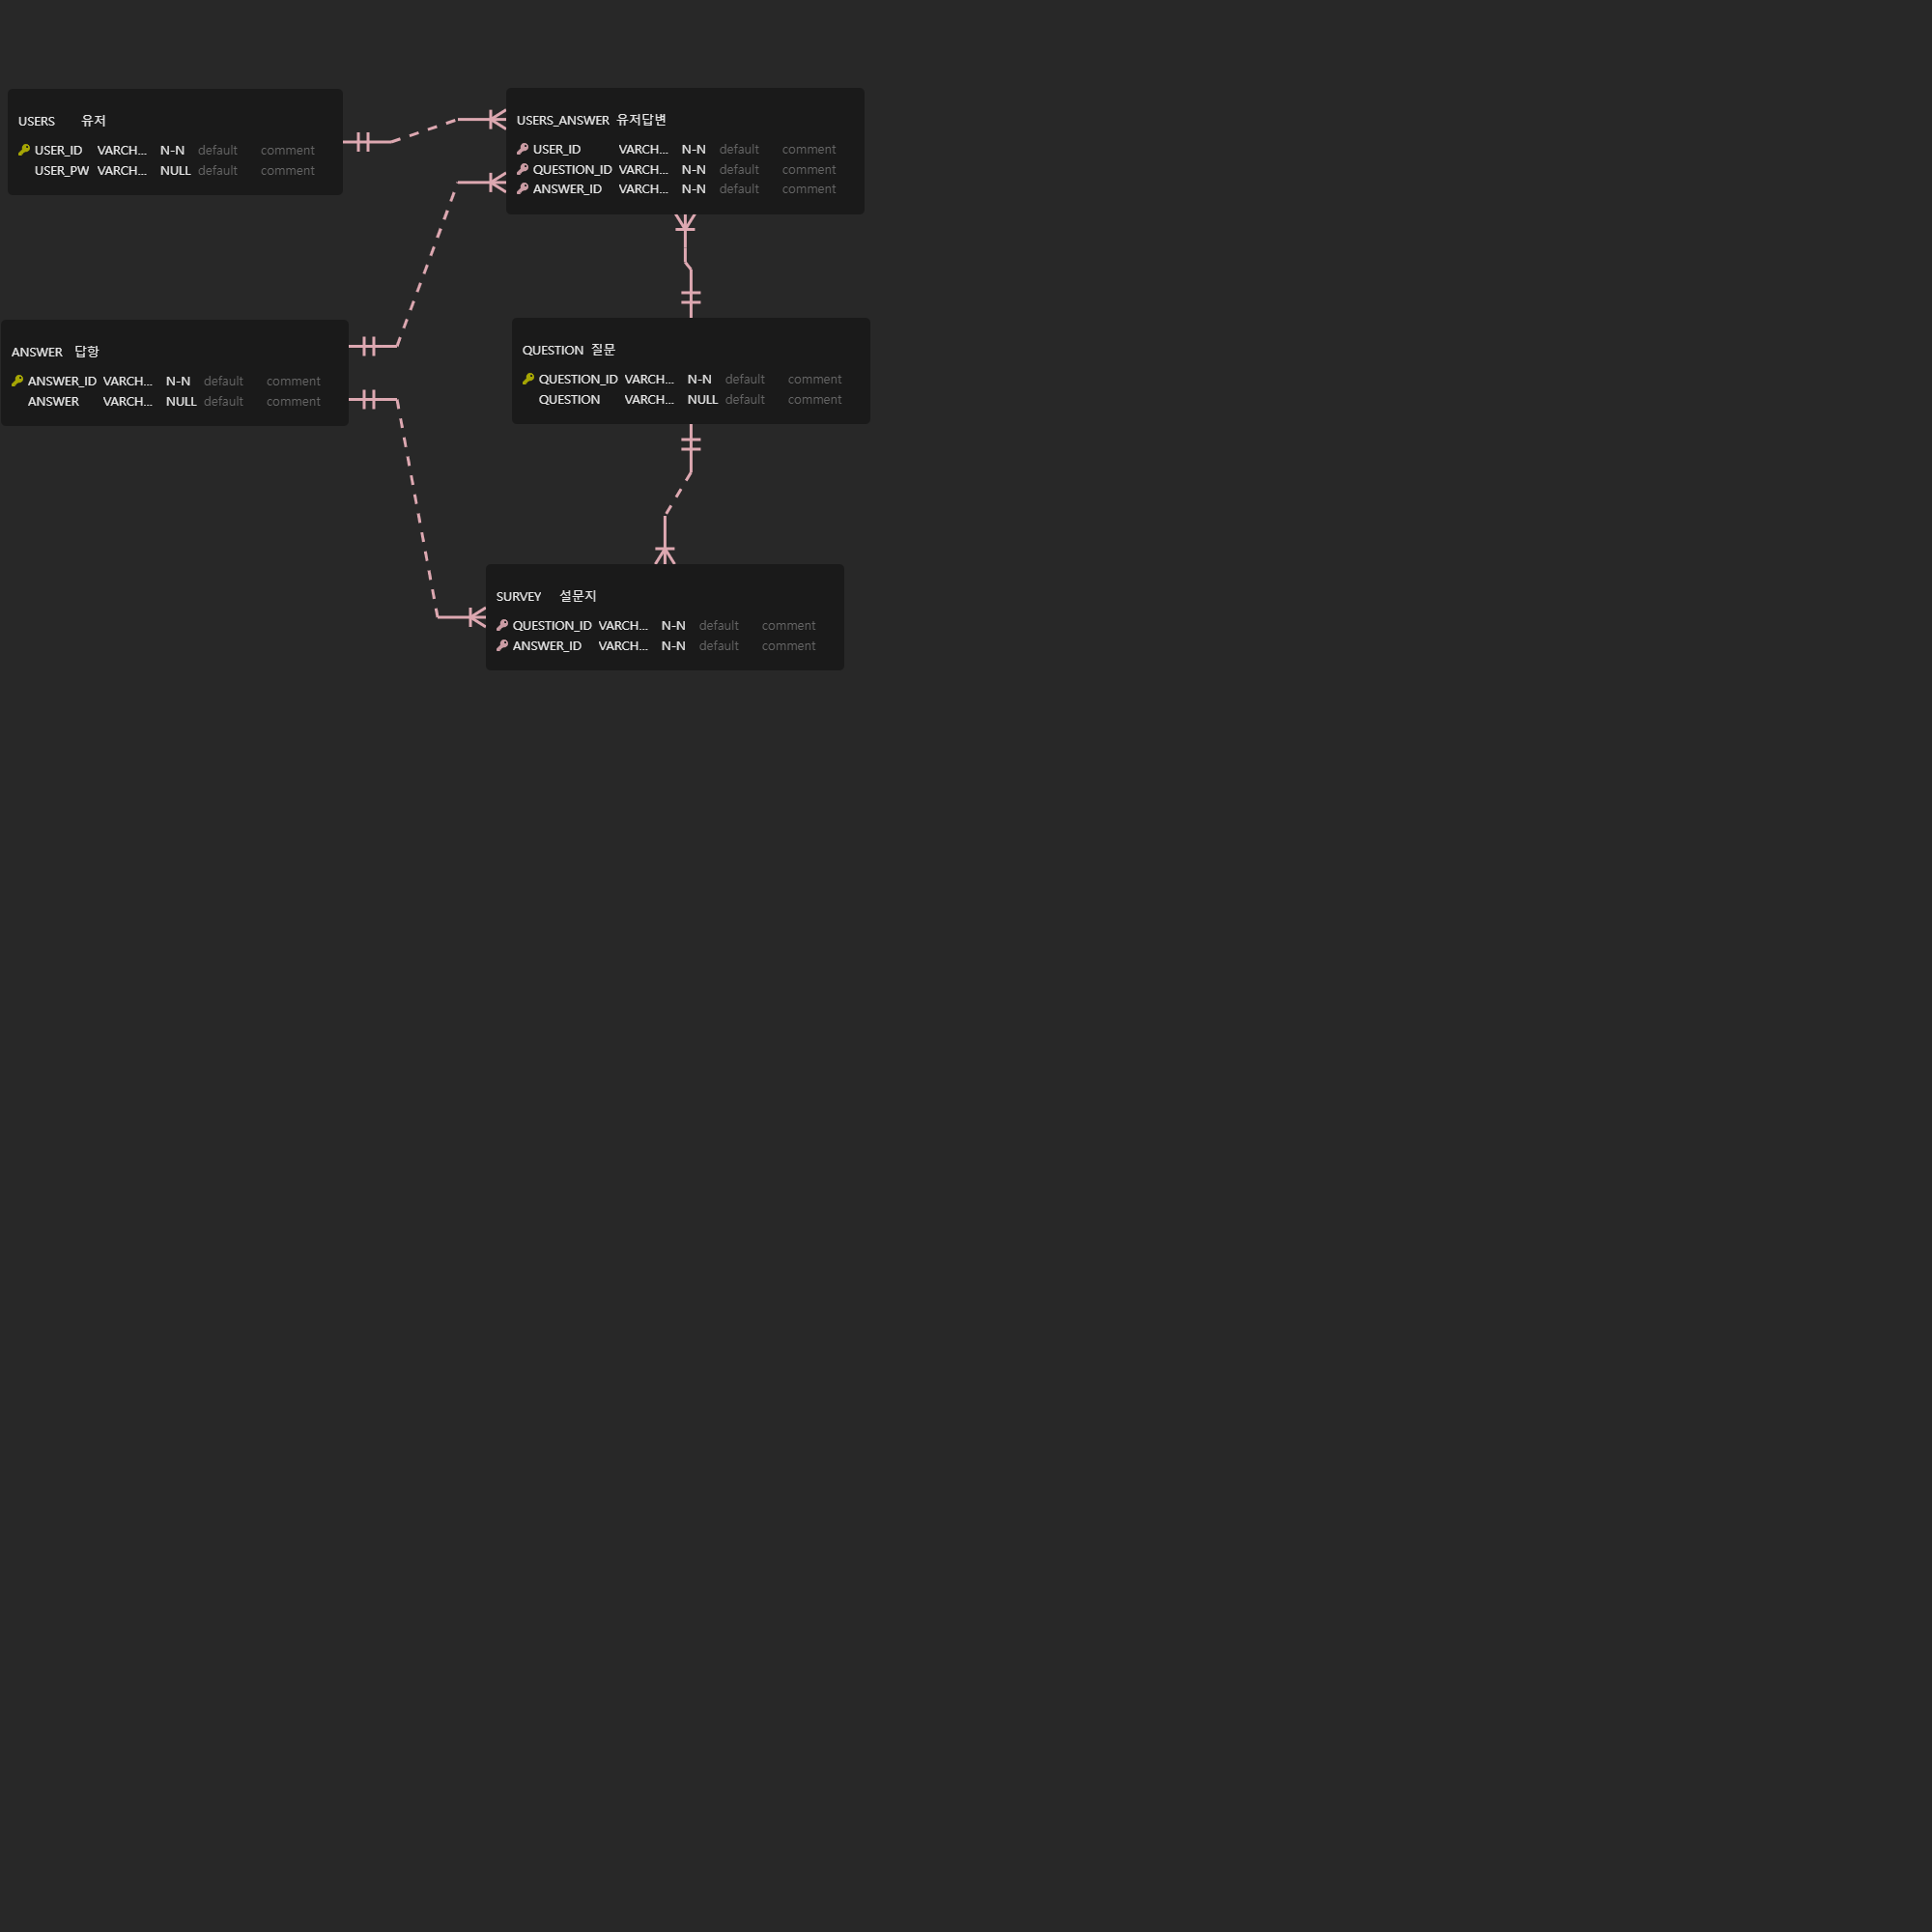 USERS 유저
USER_ID VARCH... N-N default comment
USER_PW VARCH... NULL default comment
USERS_ANSWER 유저답변
USER_ID VARCH... N-N default comment
QUESTION_ID VARCH... N-N default comment
ANSWER_ID VARCH... N-N default comment
ANSWER 답항
ANSWER_ID VARCH... N-N default comment
ANSWER VARCH... NULL default comment
QUESTION 질문
QUESTION_ID VARCH... N-N default comment
QUESTION VARCH... NULL default comment
SURVEY 설문지
QUESTION_ID VARCH... N-N default comment
ANSWER_ID VARCH... N-N default comment